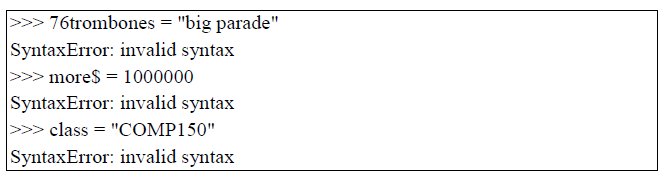 >>> 76trombones = "big parade"
SyntaxError: invalid syntax
>>> more$ = 1000000
SyntaxError: invalid syntax
>>> class = "COMP150"
SyntaxError: invalid syntax